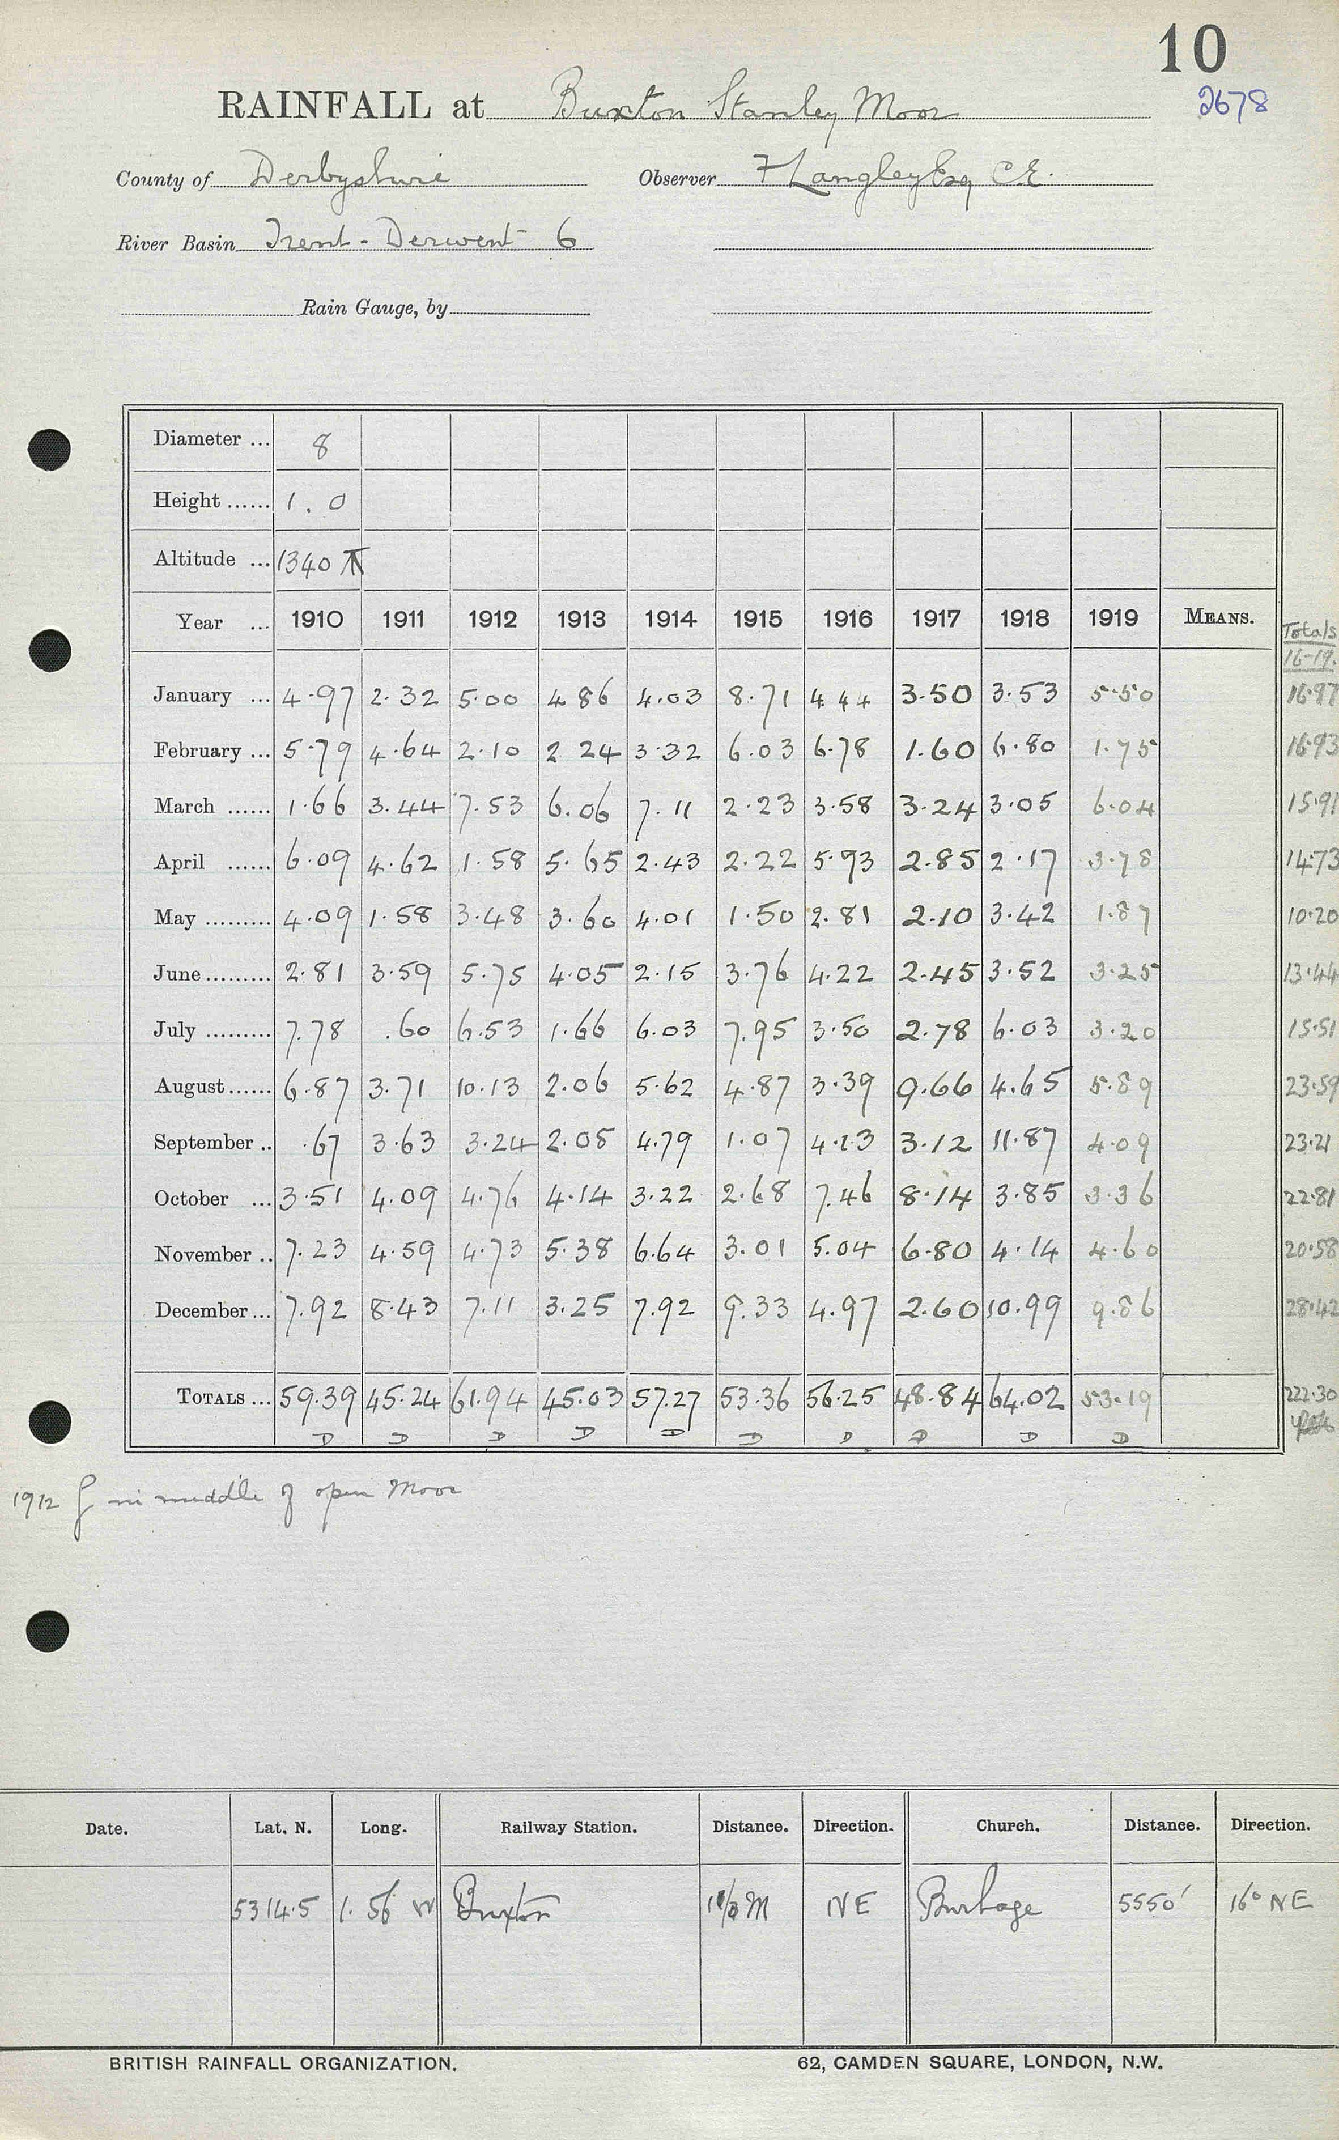 10
RAINFALL at Buxton Stanley Moor 2678
County of Derbyshire Observer F Langley Esq C.E.
River Basin Trent - Derwent 6
Rain Gauge, by
Diameter ... 8
Height ...... 1.0
Altitude ... 1340
Year ... 1910 1911 1912 1913 1914 1915 1916 1917 1918 1919 MEANS. Totals
16-19.
January ... 4.97 2.32 5.00 4.86 4.03 8.71 4.44 3.50 3.53 5.50 16.97
February ... 5.79 4.64 2.10 2.24 3.32 6.03 6.78 1.60 6.80 1.75 16.93
March ...... 1.66 3.44 7.53 6.06 7.11 2.23 3.58 3.24 3.05 6.04 15.91
April ...... 6.09 4.62 1.58 5.65 2.43 2.22 5.93 2.85 2.17 3.78 14.73
May ......... 4.09 1.58 3.48 3.60 4.01 1.50 2.81 2.10 3.42 1.87 10.20
June ......... 2.81 3.59 5.75 4.05 2.15 3.76 4.22 2.45 3.52 3.25 13.44
July ......... 7.78 .60 6.53 1.66 6.03 7.95 3.50 2.78 6.03 3.20 15.51
August ...... 6.87 3.71 10.13 2.06 5.62 4.87 3.39 9.66 4.65 5.89 23.59
September .. .67 3.63 3.24 2.08 4.79 1.07 4.13 3.12 11.87 4.09 23.21
October ... 3.51 4.09 4.76 4.14 3.22 2.68 7.46 8.14 3.85 3.36 22.81
November .. 7.23 4.59 4.73 5.38 6.64 3.01 5.04 6.80 4.14 4.60 20.58
December ... 7.92 8.43 7.11 3.25 7.92 9.33 4.97 2.60 10.99 9.86 28.42
TOTALS ... 59.39 45.24 61.94 45.03 57.27 53.36 56.25 48.84 64.02 53.19 222.30
D D D D D D D D D D
1912 G in middle of open Moor
Date. Lat. N. Long. Railway Station. Distance. Direction. Church. Distance. Direction.
53 14.5 1. 56 W Buxton M NE Burbage 5550' 16° NE
BRITISH RAINFALL ORGANIZATION. 62, CAMDEN SQUARE, LONDON, N.W.